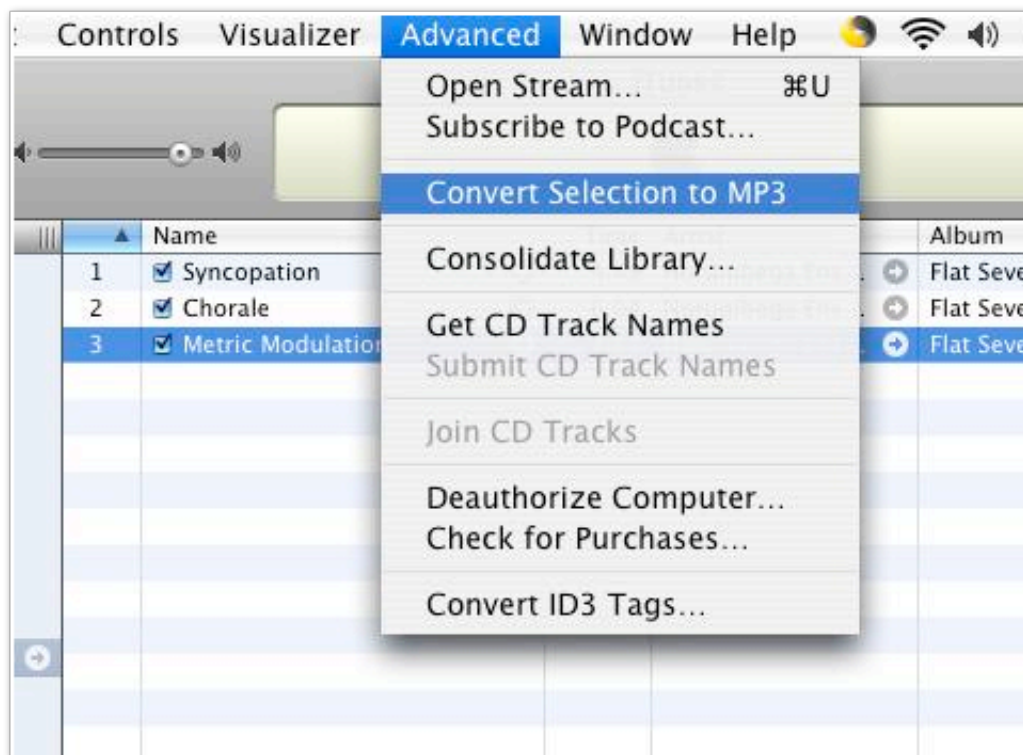 Controls Visualizer Advanced Window Help
Open Stream... ⌘U
Subscribe to Podcast...
Convert Selection to MP3
Consolidate Library...
Get CD Track Names
Submit CD Track Names
Join CD Tracks
Deauthorize Computer...
Check for Purchases...
Convert ID3 Tags...
Name Album
1 Syncopation Flat Seve
2 Chorale Flat Seve
3 Metric Modulation Flat Seve